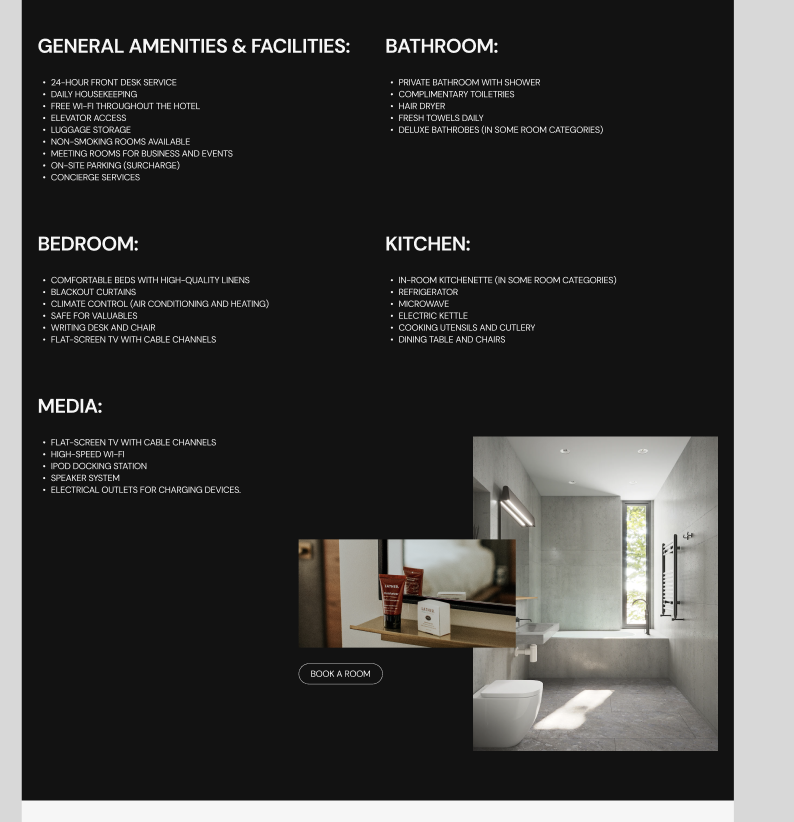 GENERAL AMENITIES & FACILITIES:
• 24-HOUR FRONT DESK SERVICE
• DAILY HOUSEKEEPING
• FREE WI-FI THROUGHOUT THE HOTEL
• ELEVATOR ACCESS
• LUGGAGE STORAGE
• NON-SMOKING ROOMS AVAILABLE
• MEETING ROOMS FOR BUSINESS AND EVENTS
• ON-SITE PARKING (SURCHARGE)
• CONCIERGE SERVICES
BATHROOM:
• PRIVATE BATHROOM WITH SHOWER
• COMPLIMENTARY TOILETRIES
• HAIR DRYER
• FRESH TOWELS DAILY
• DELUXE BATHROBES (IN SOME ROOM CATEGORIES)
BEDROOM:
• COMFORTABLE BEDS WITH HIGH-QUALITY LINENS
• BLACKOUT CURTAINS
• CLIMATE CONTROL (AIR CONDITIONING AND HEATING)
• SAFE FOR VALUABLES
• WRITING DESK AND CHAIR
• FLAT-SCREEN TV WITH CABLE CHANNELS
KITCHEN:
• IN-ROOM KITCHENETTE (IN SOME ROOM CATEGORIES)
• REFRIGERATOR
• MICROWAVE
• ELECTRIC KETTLE
• COOKING UTENSILS AND CUTLERY
• DINING TABLE AND CHAIRS
MEDIA:
• FLAT-SCREEN TV WITH CABLE CHANNELS
• HIGH-SPEED WI-FI
• IPOD DOCKING STATION
• SPEAKER SYSTEM
• ELECTRICAL OUTLETS FOR CHARGING DEVICES.
BOOK A ROOM